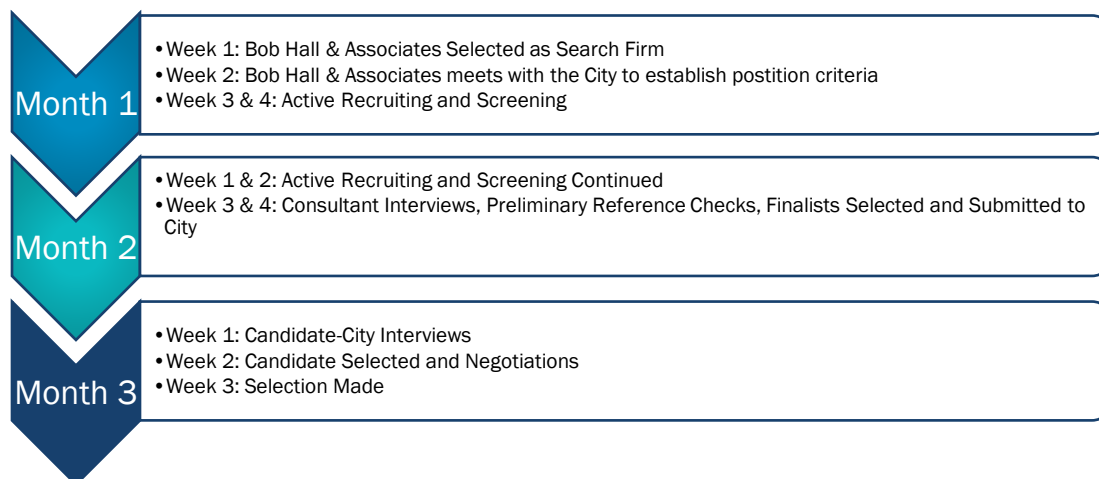 Month 1
•Week 1: Bob Hall & Associates Selected as Search Firm
•Week 2: Bob Hall & Associates meets with the City to establish postition criteria
•Week 3 & 4: Active Recruiting and Screening
Month 2
•Week 1 & 2: Active Recruiting and Screening Continued
•Week 3 & 4: Consultant Interviews, Preliminary Reference Checks, Finalists Selected and Submitted to
City
Month 3
•Week 1: Candidate-City Interviews
•Week 2: Candidate Selected and Negotiations
•Week 3: Selection Made